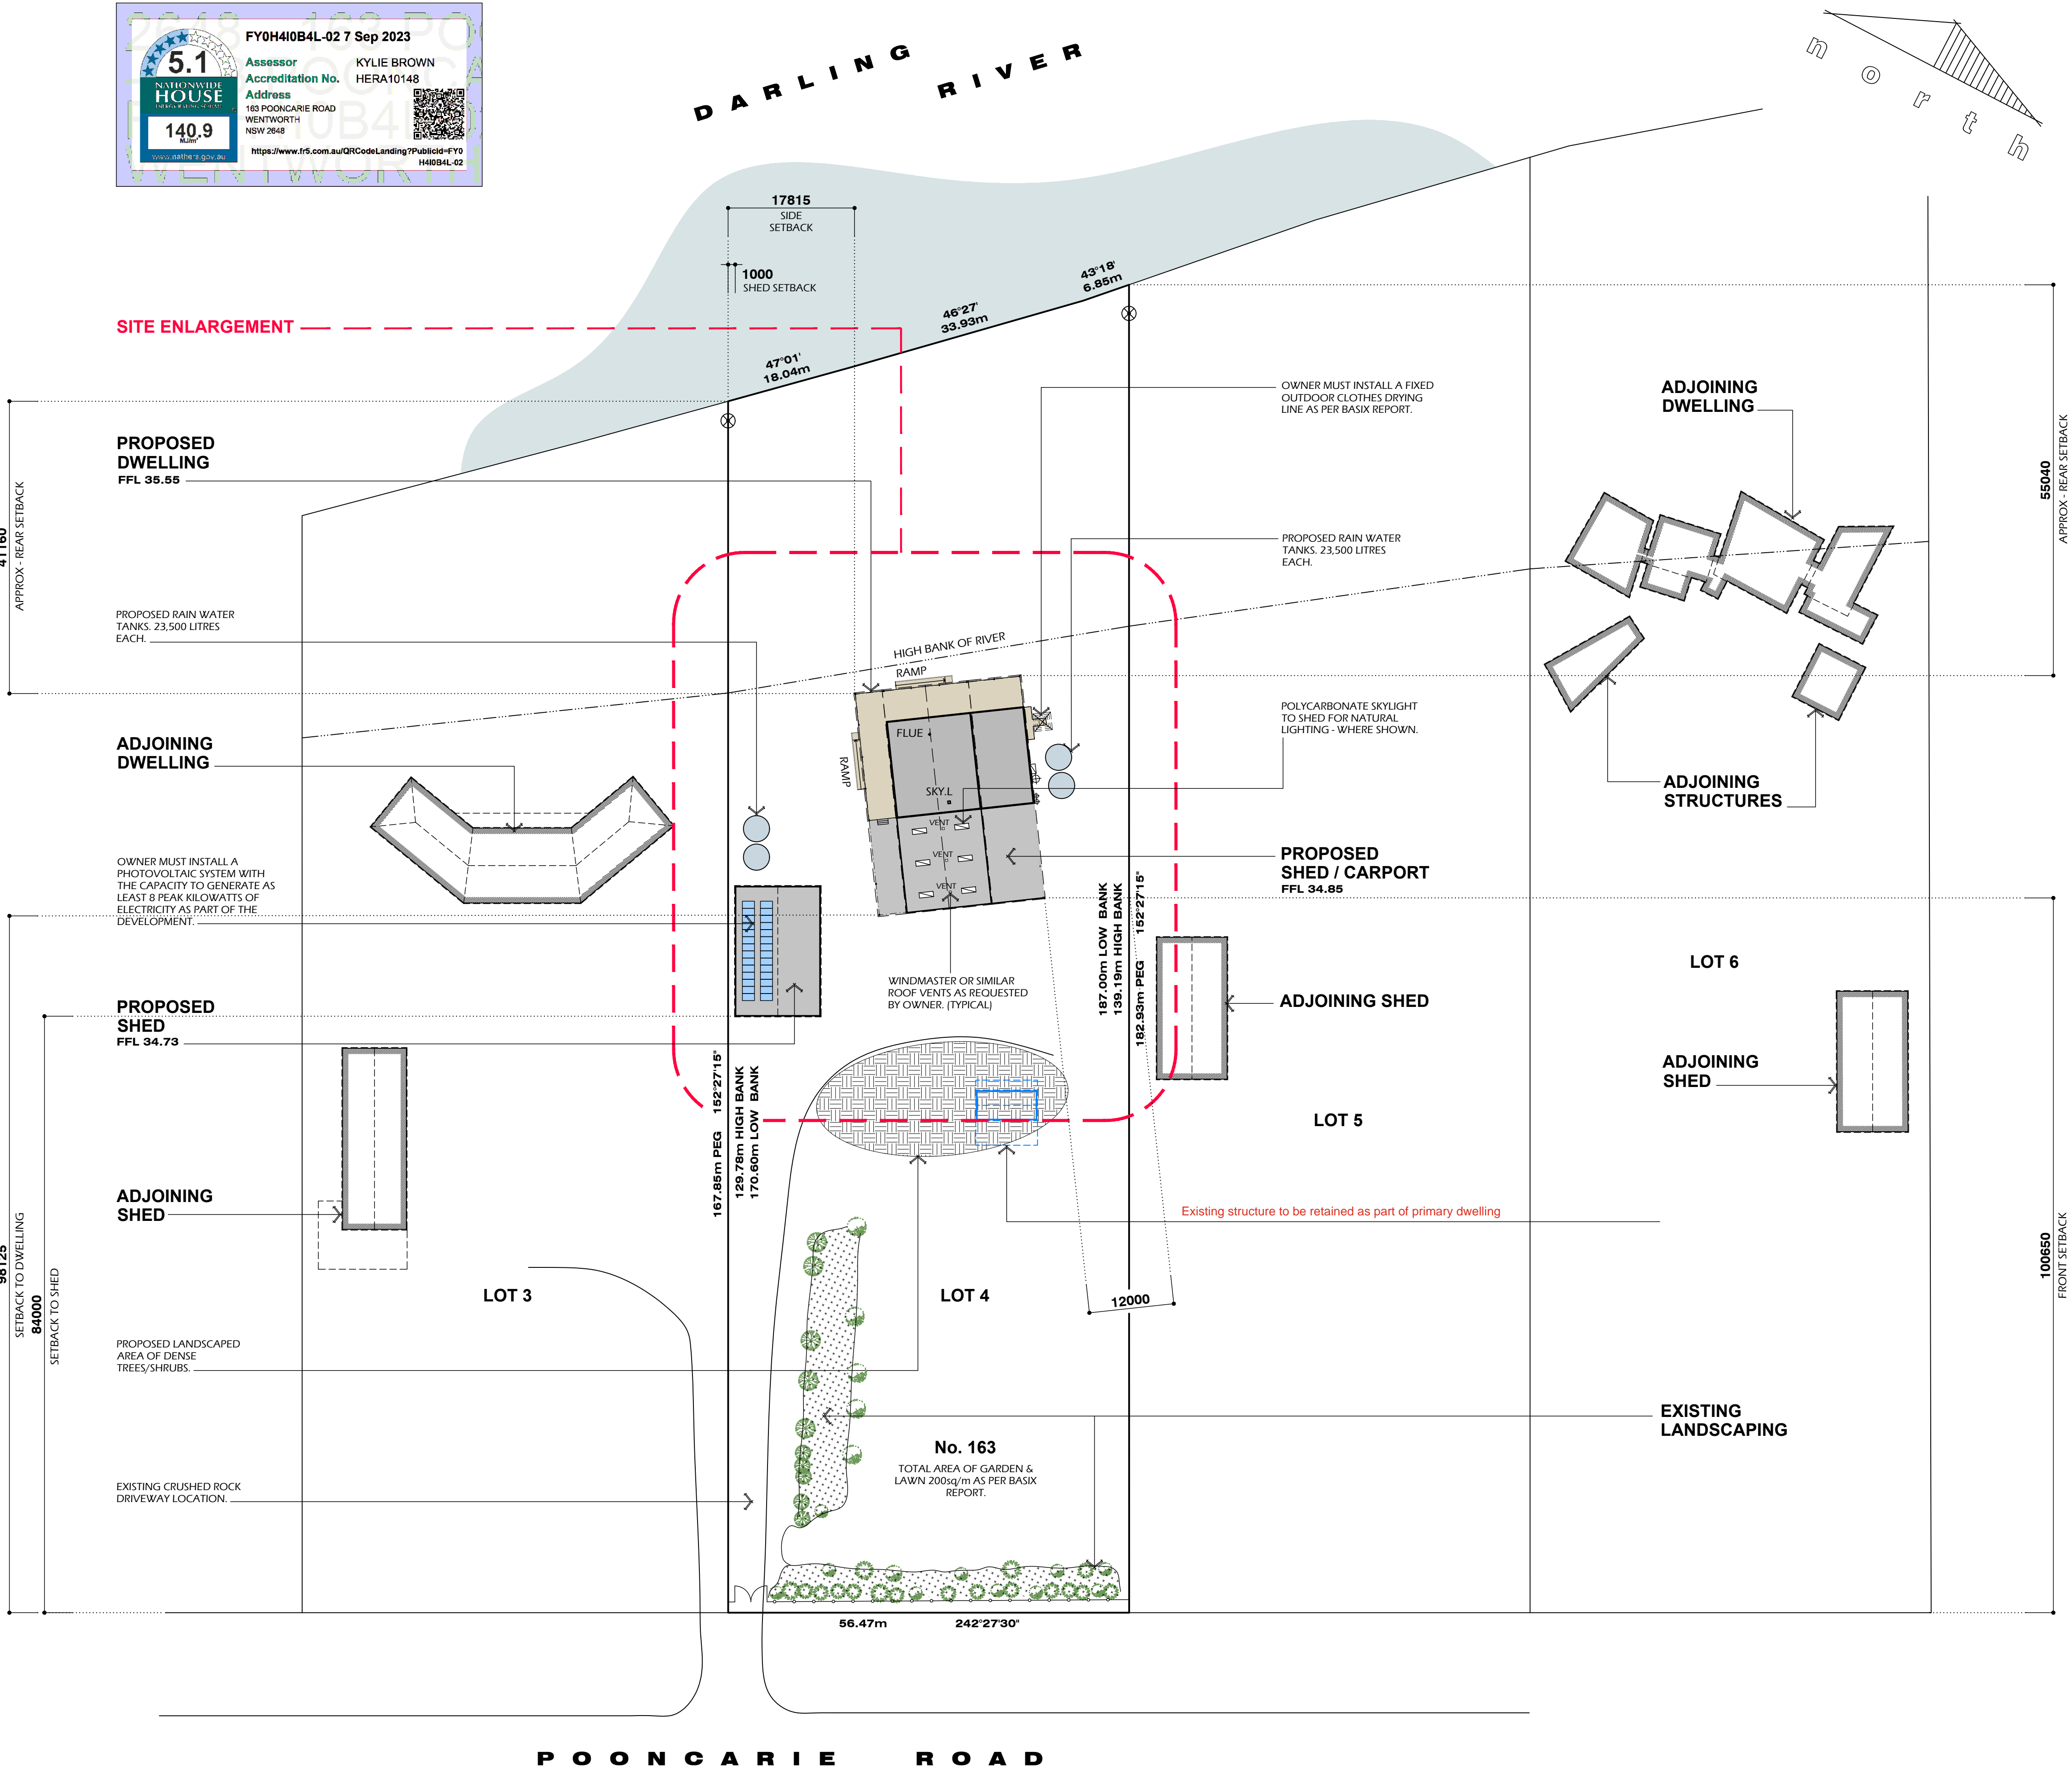 FY0H4I0B4L-02 7 Sep 2023
5.1
NATIONWIDE
HOUSE
ENERGY RATING SCHEME
140.9
MJ/m²
www.nathers.gov.au
Assessor KYLIE BROWN
Accreditation No. HERA10148
Address
163 POONCARIE ROAD
WENTWORTH
NSW 2648
https://www.fr5.com.au/QRCodeLanding?PublicId=FY0
H4I0B4L-02
DARLING RIVER
north
17815
SIDE
SETBACK
1000
SHED SETBACK
43°18'
6.85m
46°27'
33.93m
47°01'
18.04m
SITE ENLARGEMENT
OWNER MUST INSTALL A FIXED
OUTDOOR CLOTHES DRYING
LINE AS PER BASIX REPORT.
ADJOINING
DWELLING
PROPOSED
DWELLING
FFL 35.55
APPROX - REAR SETBACK
55040
APPROX - REAR SETBACK
PROPOSED RAIN WATER
TANKS. 23,500 LITRES
EACH.
PROPOSED RAIN WATER
TANKS. 23,500 LITRES
EACH.
HIGH BANK OF RIVER
RAMP
RAMP
FLUE
SKY.L
VENT
VENT
VENT
POLYCARBONATE SKYLIGHT
TO SHED FOR NATURAL
LIGHTING - WHERE SHOWN.
ADJOINING
DWELLING
ADJOINING
STRUCTURES
OWNER MUST INSTALL A
PHOTOVOLTAIC SYSTEM WITH
THE CAPACITY TO GENERATE AS
LEAST 8 PEAK KILOWATTS OF
ELECTRICITY AS PART OF THE
DEVELOPMENT.
PROPOSED
SHED / CARPORT
FFL 34.85
187.00m LOW BANK
139.19m HIGH BANK
182.93m PEG 152°27'15"
WINDMASTER OR SIMILAR
ROOF VENTS AS REQUESTED
BY OWNER. (TYPICAL)
LOT 6
ADJOINING SHED
PROPOSED
SHED
FFL 34.73
ADJOINING
SHED
167.85m PEG 152°27'15"
129.78m HIGH BANK
170.60m LOW BANK
LOT 5
ADJOINING
SHED
Existing structure to be retained as part of primary dwelling
98125
SETBACK TO DWELLING
84000
SETBACK TO SHED
100650
FRONT SETBACK
LOT 3
LOT 4
12000
PROPOSED LANDSCAPED
AREA OF DENSE
TREES/SHRUBS.
EXISTING
LANDSCAPING
No. 163
TOTAL AREA OF GARDEN &
LAWN 200sq/m AS PER BASIX
REPORT.
EXISTING CRUSHED ROCK
DRIVEWAY LOCATION.
56.47m 242°27'30"
POONCARIE ROAD